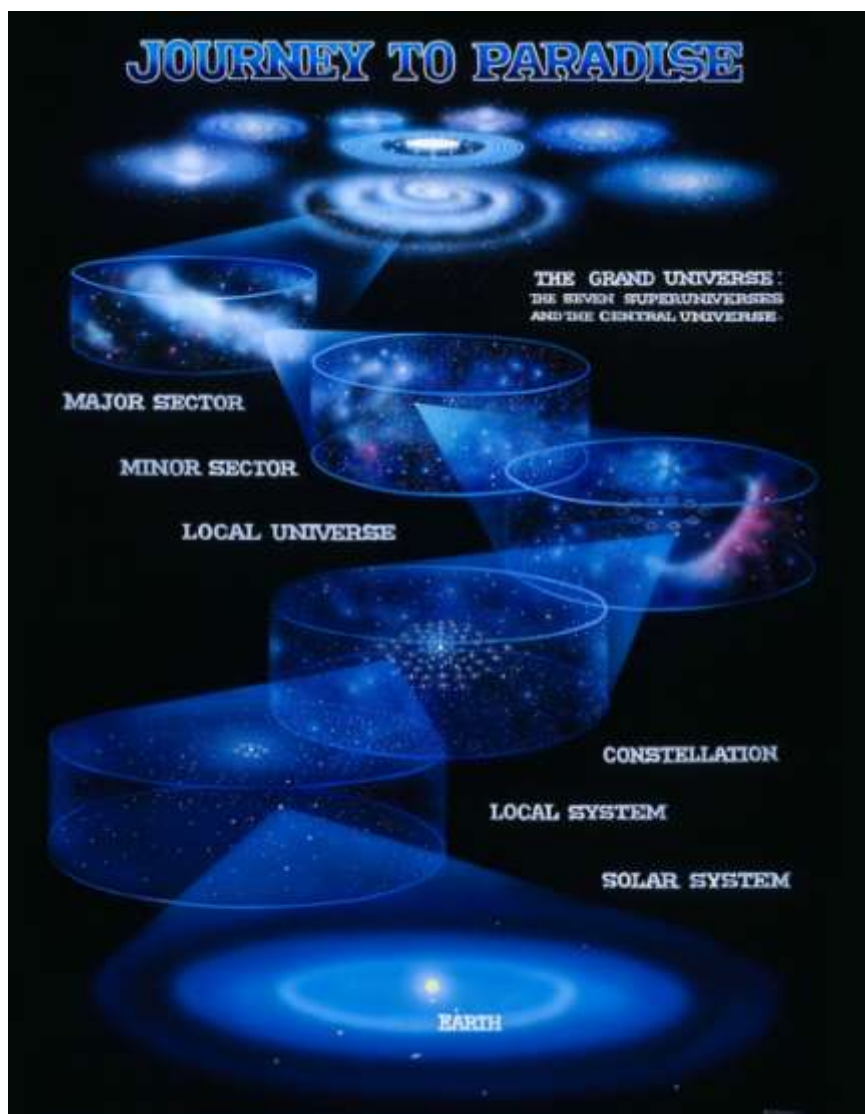 JOURNEY TO PARADISE
THE GRAND UNIVERSE:
THE SEVEN SUPERUNIVERSES
AND THE CENTRAL UNIVERSE
MAJOR SECTOR
MINOR SECTOR
LOCAL UNIVERSE
CONSTELLATION
LOCAL SYSTEM
SOLAR SYSTEM
EARTH